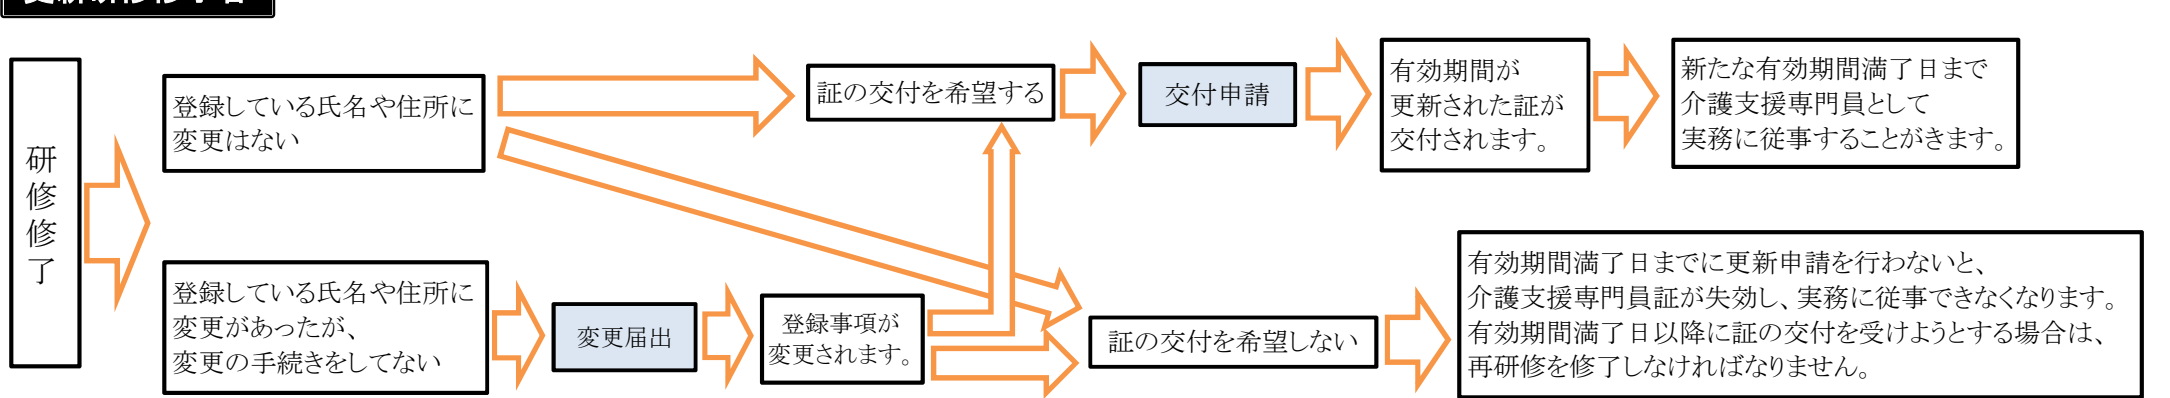 研修修了
登録している氏名や住所に
変更はない
証の交付を希望する
交付申請
有効期間が
更新された証が
交付されます。
新たな有効期間満了日まで
介護支援専門員として
実務に従事することがきます。
登録している氏名や住所に
変更があったが、
変更の手続きをしてない
変更届出
登録事項が
変更されます。
証の交付を希望しない
有効期間満了日までに更新申請を行わないと、
介護支援専門員証が失効し、実務に従事できなくなります。
有効期間満了日以降に証の交付を受けようとする場合は、
再研修を修了しなければなりません。